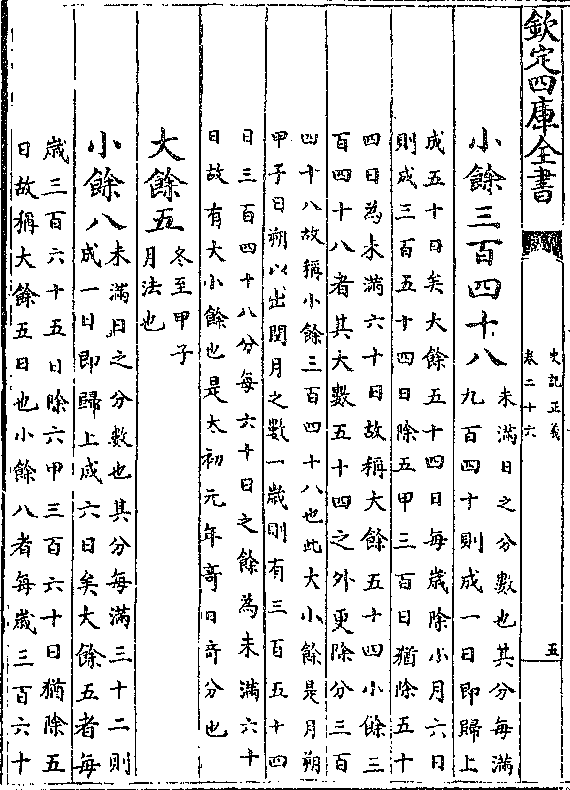 欽定四庫全書
史記正義
卷二十六
五
小餘三百四十八
未滿日之分數也其分每滿
九百四十則成一日即歸上
成五十日矣大餘五十四日每歲除小月六日
則成三百五十四日除五甲三百日猶除五十
四日為未滿六十日故稱大餘五十四小餘三
百四十八者其大數五十四之外更除分三百
四十八故稱小餘三百四十八也此大小餘是月朔
甲子日朔以出閏月之數一歲則有三百五十四
日三百四十八分每六十日之餘為未滿六十
日故有大小餘也是太初元年奇日奇分也
大餘五
冬至甲子
月法也
小餘八
未滿日之分數也其分每滿三十二則
成一日即歸上成六日矣大餘五者每
歲三百六十五日除六甲三百六十日猶除五
日故稱大餘五日也小餘八者每歲三百六十